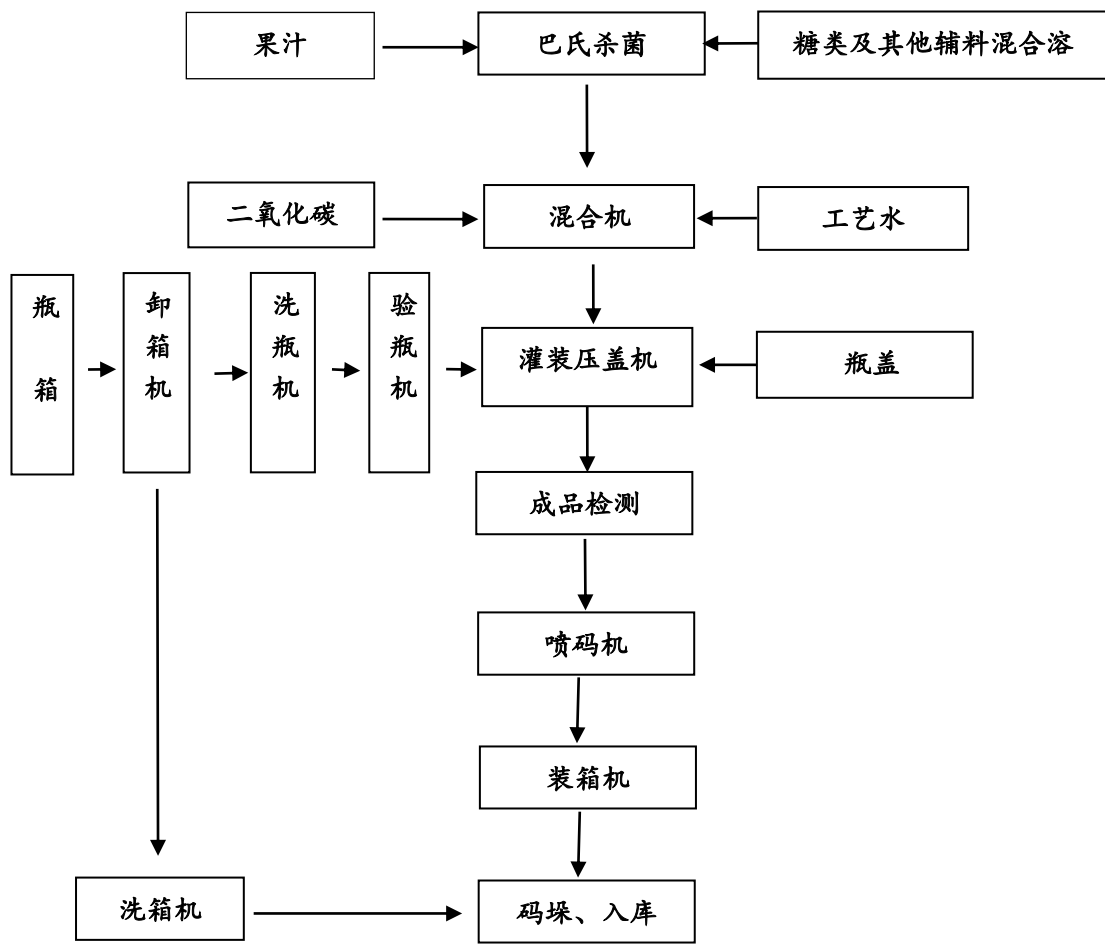 果汁
巴氏杀菌
糖类及其他辅料混合溶
二氧化碳
混合机
工艺水
瓶箱
卸箱机
洗瓶机
验瓶机
灌装压盖机
瓶盖
成品检测
喷码机
装箱机
洗箱机
码垛、入库